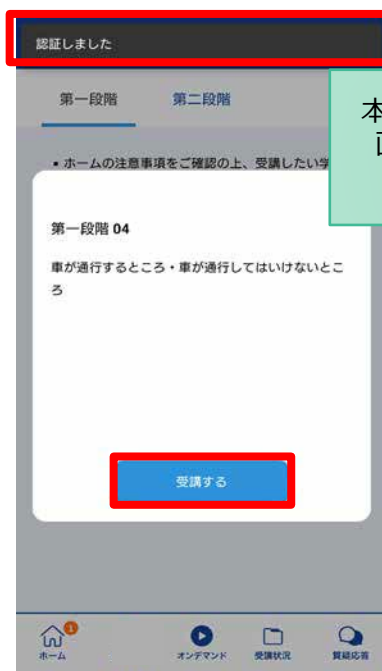 認証しました
第一段階
第二段階
本
• ホームの注意事項をご確認の上、受講したい学
第一段階 04
車が通行するところ・車が通行してはいけないとこ
ろ
受講する
1
ホーム
オンデマンド
受講状況
質疑応答